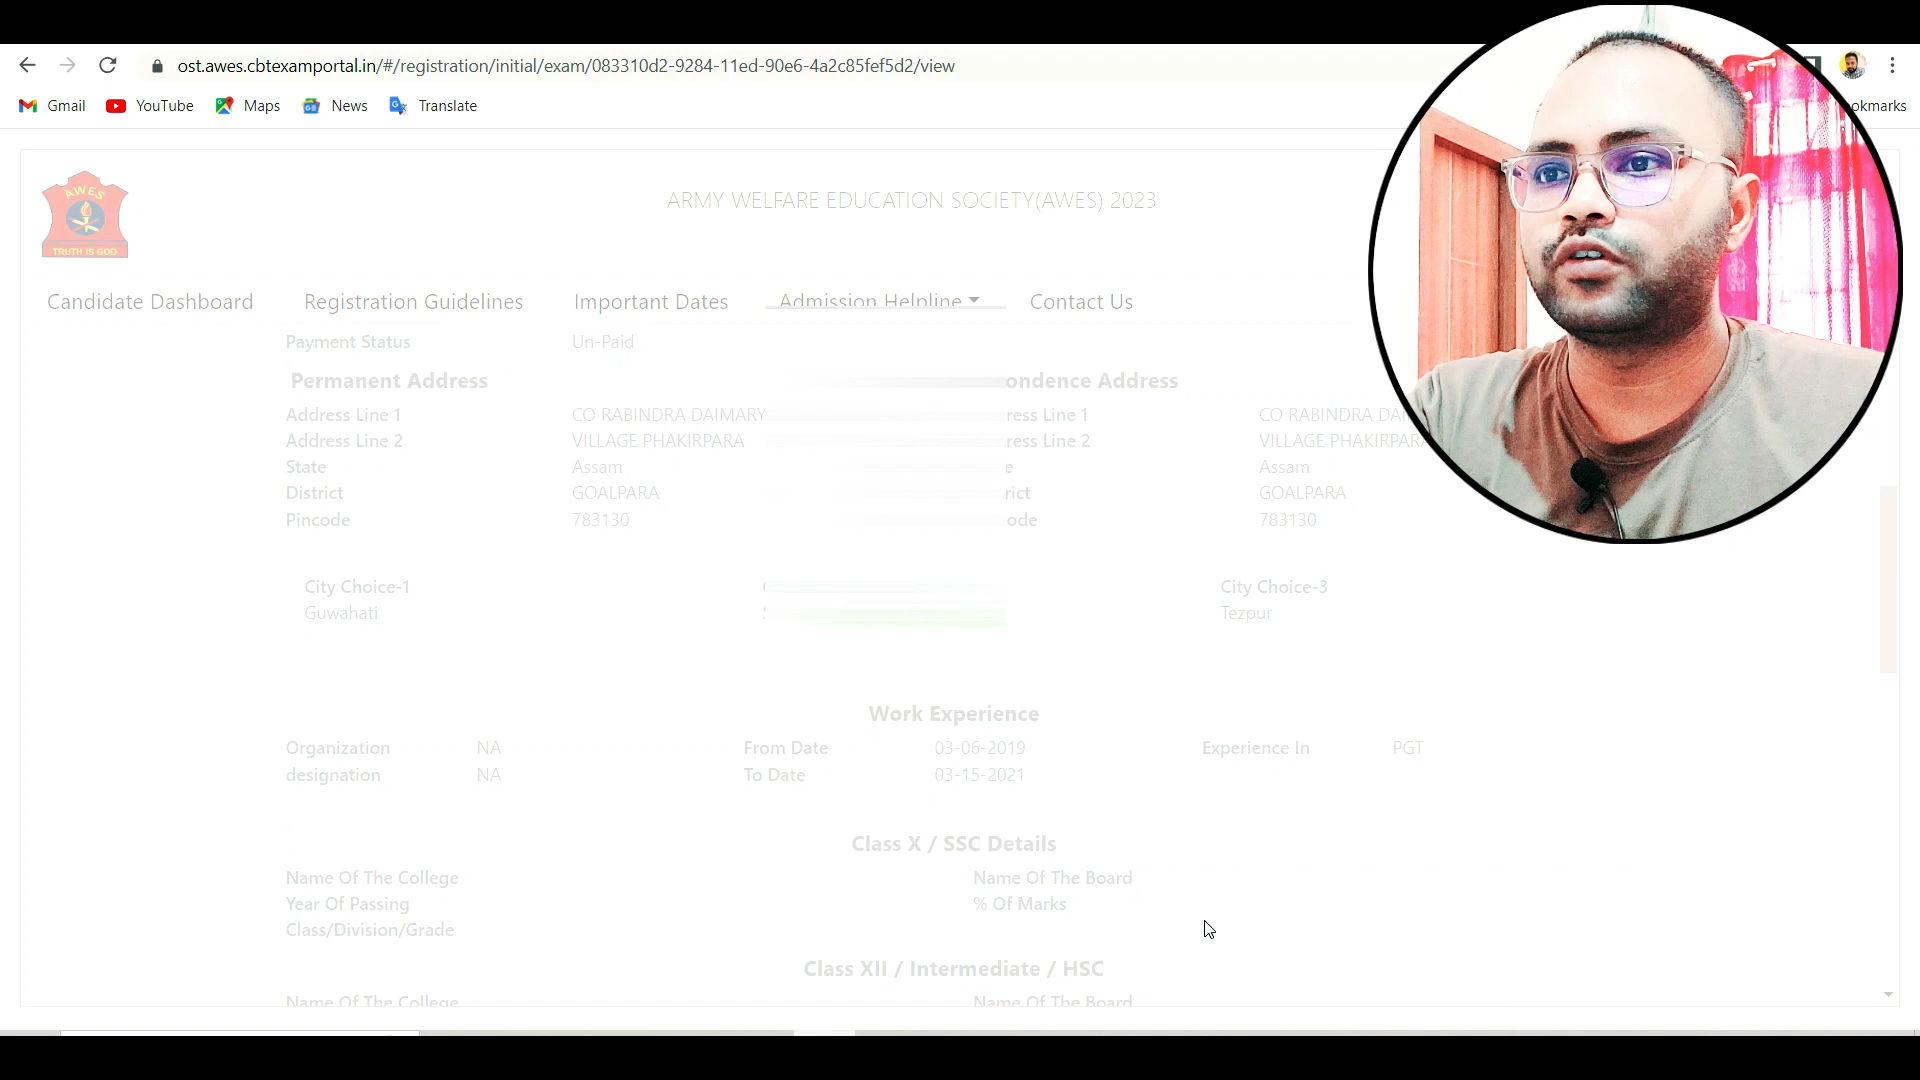 ost.awes.cbtexamportal.in/#/registration/initial/exam/083310d2-9284-11ed-90e6-4a2c85fef5d2/view
Gmail YouTube Maps News Translate okmarks
AWES
TRUTH IS GOD
ARMY WELFARE EDUCATION SOCIETY(AWES) 2023
Candidate Dashboard Registration Guidelines Important Dates Admission Helpline Contact Us
Payment Status Un-Paid
Permanent Address ondence Address
Address Line 1 CO RABINDRA DAIMARY ress Line 1 CO RABINDRA DAI
Address Line 2 VILLAGE PHAKIRPARA ress Line 2 VILLAGE PHAKIRPARA
State Assam e Assam
District GOALPARA rict GOALPARA
Pincode 783130 ode 783130
City Choice-1 City Choice-3
Guwahati Tezpur
Work Experience
Organization NA From Date 03-06-2019 Experience In PGT
designation NA To Date 03-15-2021
Class X / SSC Details
Name Of The College Name Of The Board
Year Of Passing % Of Marks
Class/Division/Grade
Class XII / Intermediate / HSC
Name Of The College Name Of The Board